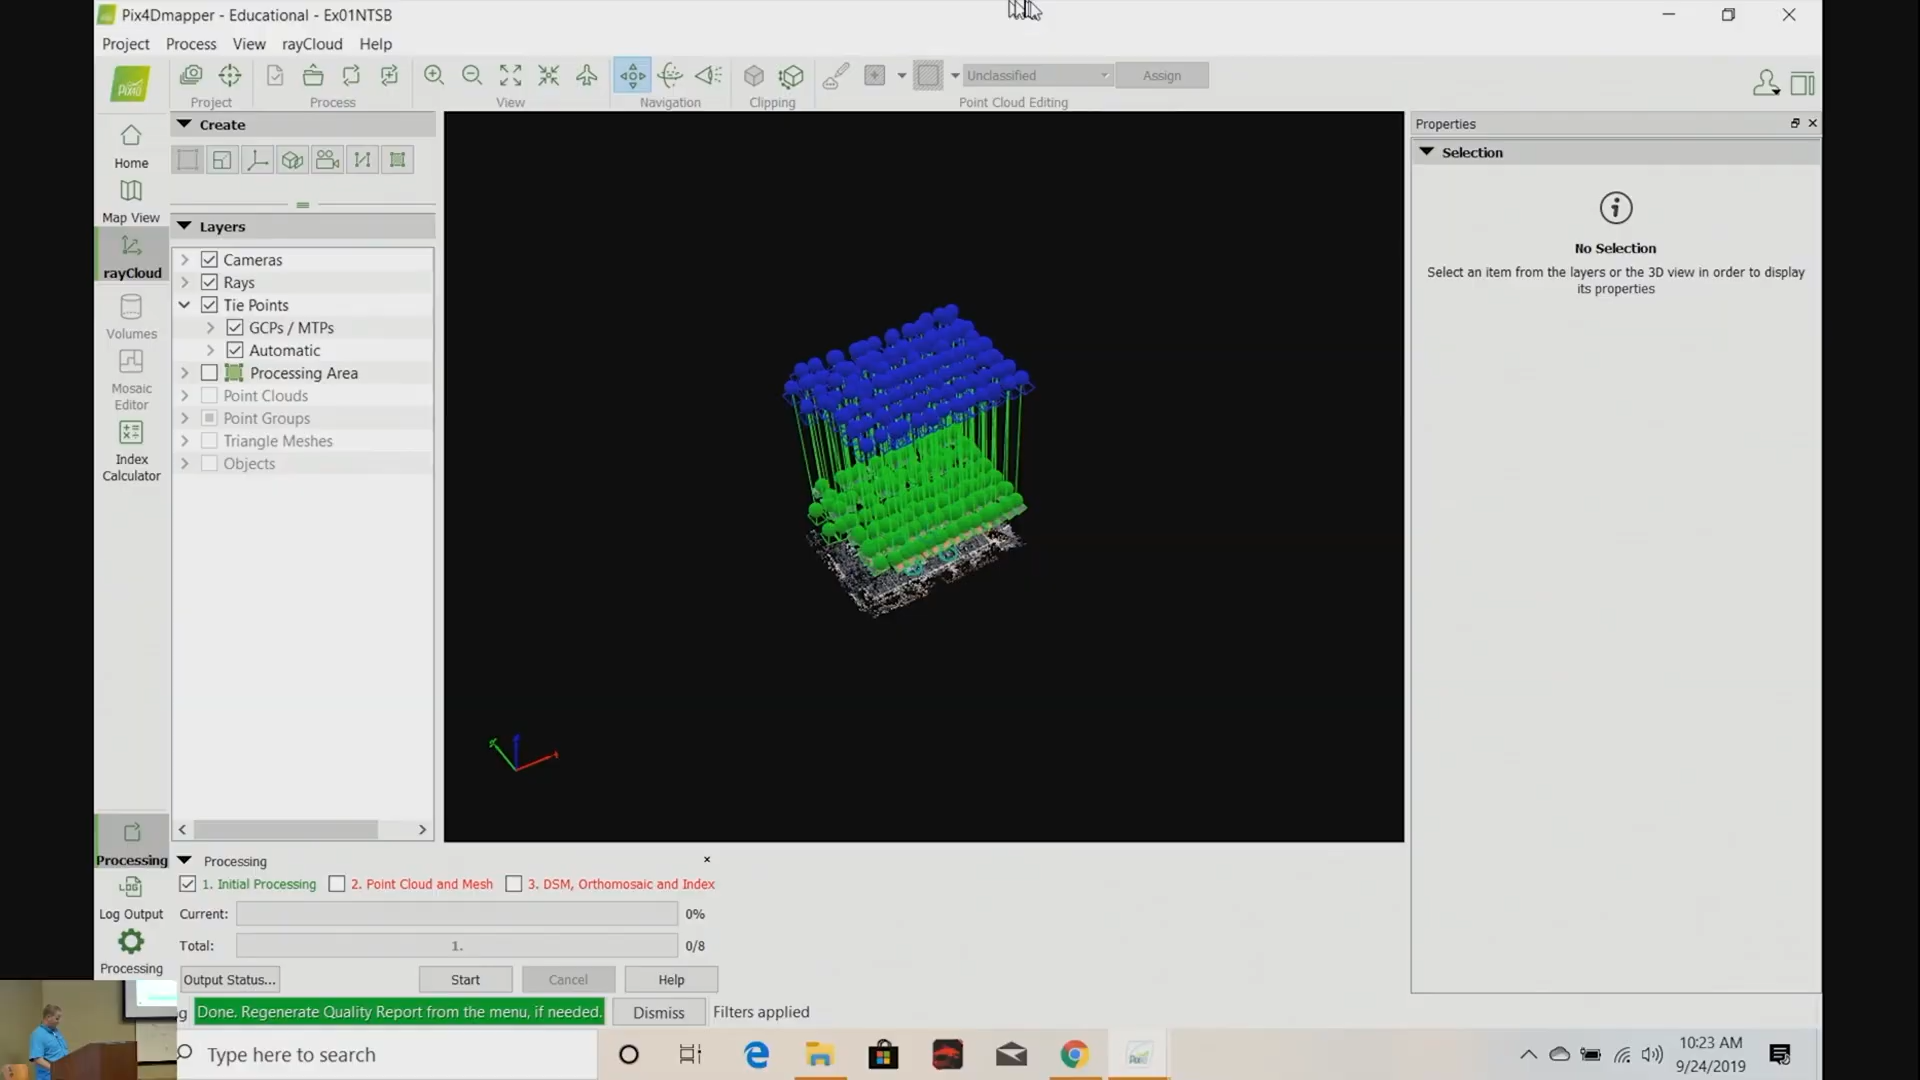 Pix4Dmapper - Educational - Ex01NTSB
Project Process View rayCloud Help
PIX4D
Project
Process
View
Navigation
Clipping
Unclassified
Assign
Point Cloud Editing
Home
Map View
rayCloud
Volumes
Mosaic
Editor
Index
Calculator
Create
Layers
Cameras
Rays
Tie Points
GCPs / MTPs
Automatic
Processing Area
Point Clouds
Point Groups
Triangle Meshes
Objects
Properties
Selection
No Selection
Select an item from the layers or the 3D view in order to display
its properties
Processing
LOG
Log Output
Processing
Processing
1. Initial Processing 2. Point Cloud and Mesh 3. DSM, Orthomosaic and Index
Current: 0%
Total: 1. 0/8
Output Status... Start Cancel Help
g Done. Regenerate Quality Report from the menu, if needed. Dismiss Filters applied
Type here to search
10:23 AM
9/24/2019